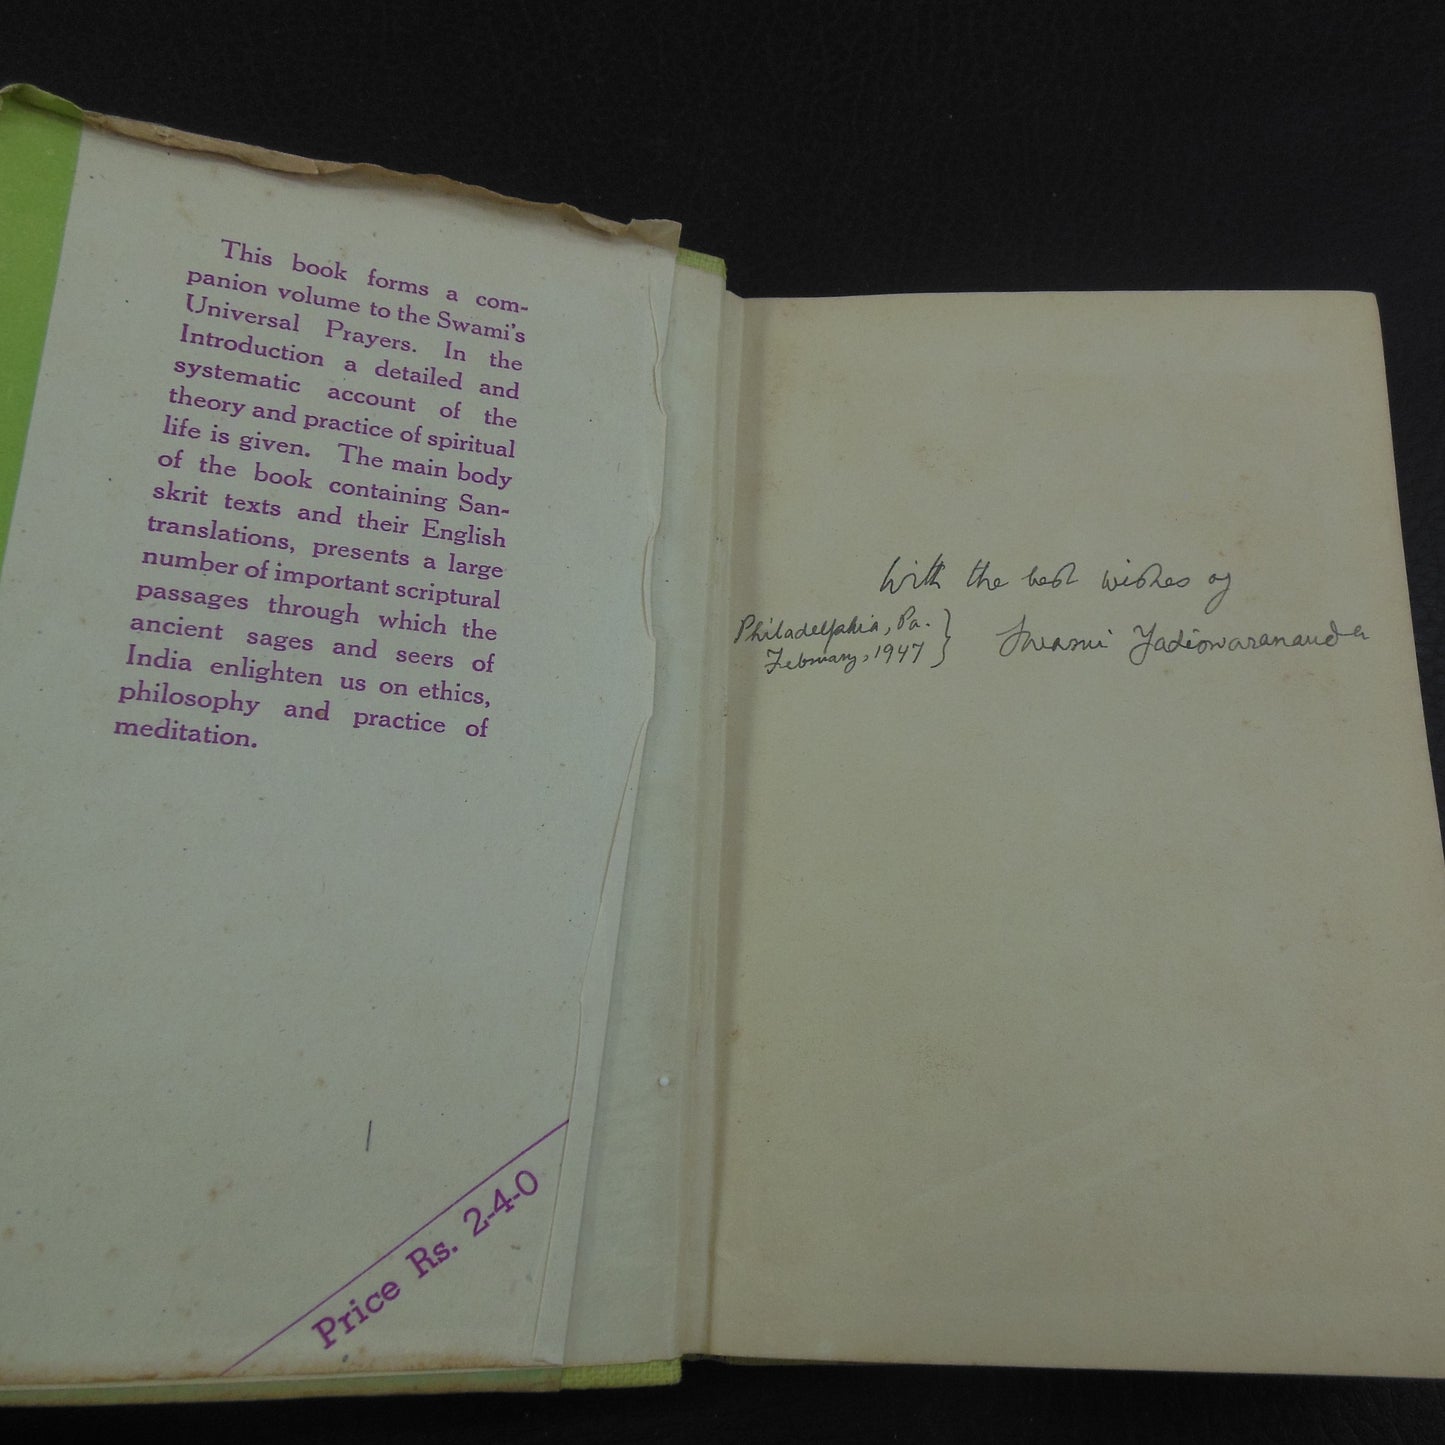 This book forms a com-
panion volume to the Swami's
Universal Prayers. In the
Introduction a detailed and
systematic account of the
theory and practice of spiritual
life is given. The main body
of the book containing San-
skrit texts and their English
translations, presents a large
number of important scriptural
passages through which the
ancient sages and seers of
India enlighten us on ethics,
philosophy and practice of
meditation.
Price Rs. 2-4-0
With the best wishes of
Philadelphia, Pa. } Swami Yatiswarananda
February, 1947